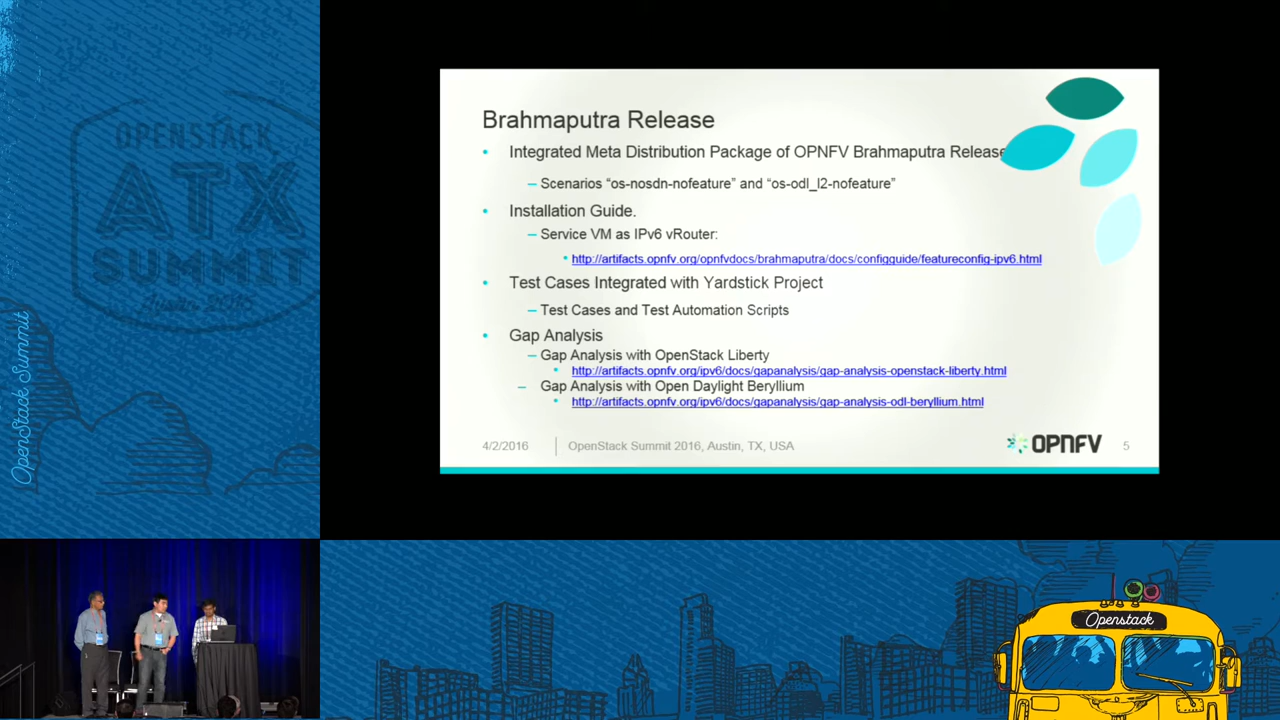 OPENSTACK
ATX
SUMMIT
OpenStack Summit
Brahmaputra Release
• Integrated Meta Distribution Package of OPNFV Brahmaputra Release
– Scenarios “os-nosdn-nofeature” and “os-odl_l2-nofeature”
• Installation Guide.
– Service VM as IPv6 vRouter:
• http://artifacts.opnfv.org/opnfvdocs/brahmaputra/docs/configguide/featureconfig-ipv6.html
• Test Cases Integrated with Yardstick Project
– Test Cases and Test Automation Scripts
• Gap Analysis
– Gap Analysis with OpenStack Liberty
• http://artifacts.opnfv.org/ipv6/docs/gapanalysis/gap-analysis-openstack-liberty.html
– Gap Analysis with Open Daylight Beryllium
• http://artifacts.opnfv.org/ipv6/docs/gapanalysis/gap-analysis-odl-beryllium.html
4/2/2016 OpenStack Summit 2016, Austin, TX, USA OPNFV 5
Openstack